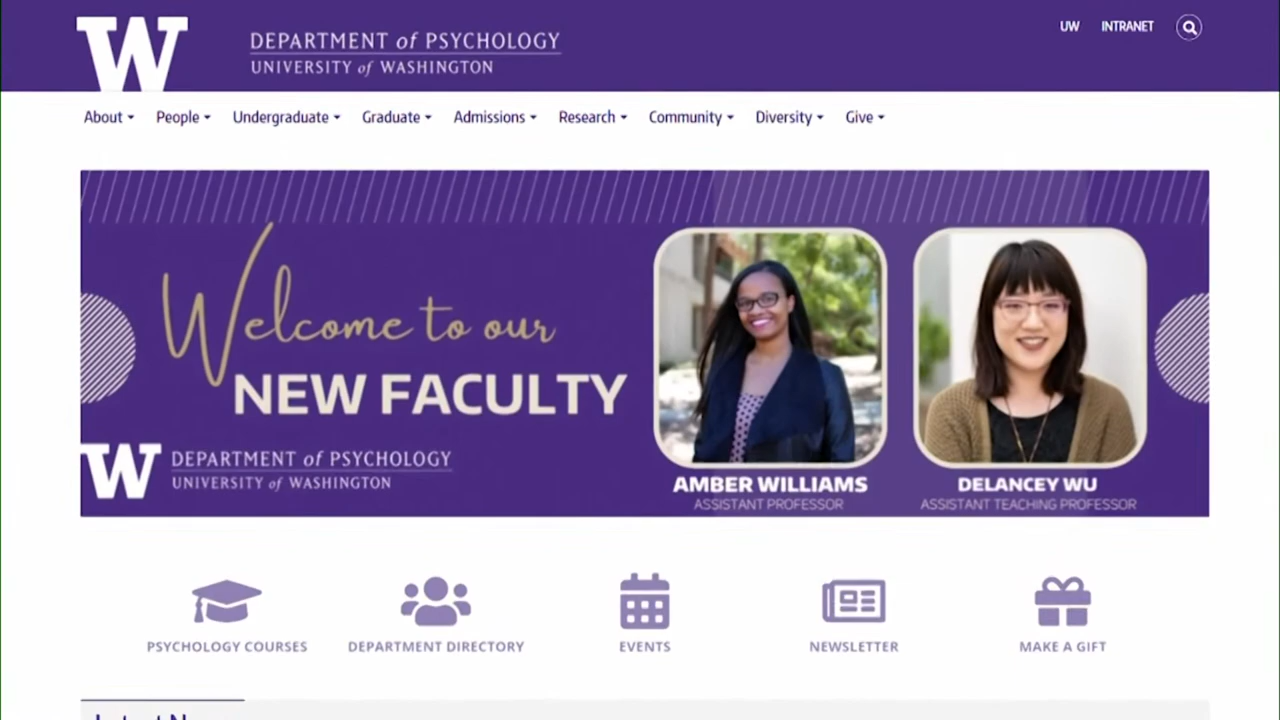 W
DEPARTMENT of PSYCHOLOGY
UNIVERSITY of WASHINGTON
UW INTRANET
About People Undergraduate Graduate Admissions Research Community Diversity Give
Welcome to our
NEW FACULTY
W
DEPARTMENT of PSYCHOLOGY
UNIVERSITY of WASHINGTON
AMBER WILLIAMS
ASSISTANT PROFESSOR
DELANCEY WU
ASSISTANT TEACHING PROFESSOR
PSYCHOLOGY COURSES
DEPARTMENT DIRECTORY
EVENTS
NEWSLETTER
MAKE A GIFT